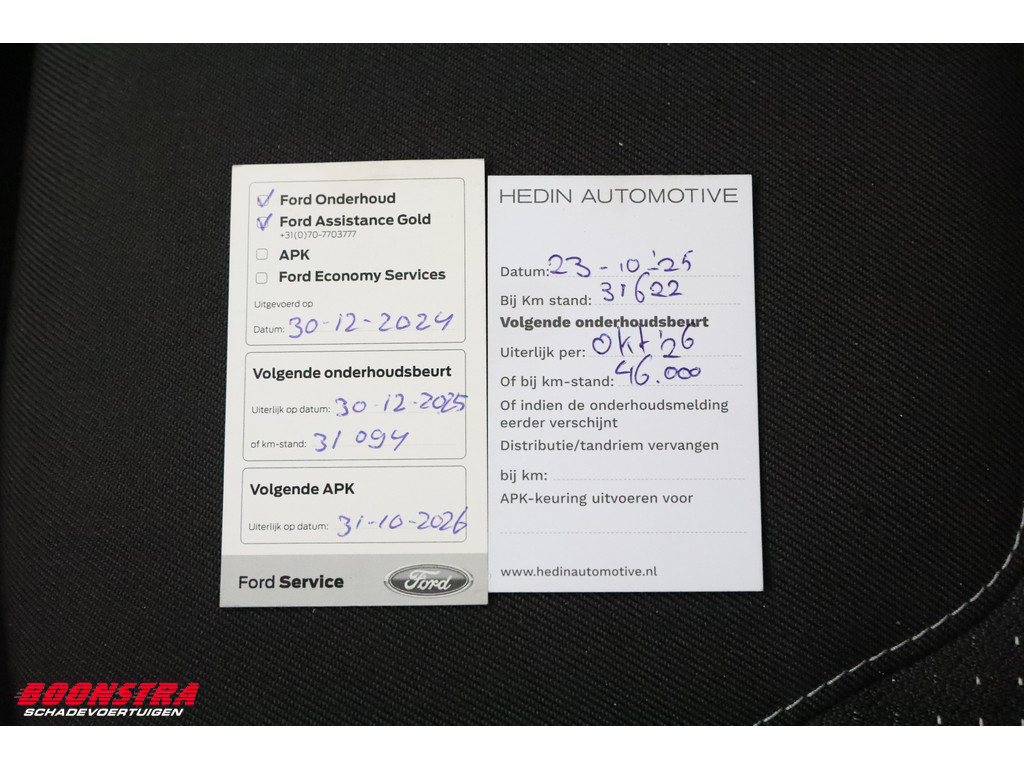 Ford Onderhoud
Ford Assistance Gold
+31(0)70-7703777
APK
Ford Economy Services
Uitgevoerd op
Datum: 30-12-2024
Volgende onderhoudsbeurt
Uiterlijk op datum: 30-12-2025
of km-stand: 31 094
Volgende APK
Uiterlijk op datum: 31-10-2026
Ford Service
Ford
HEDIN AUTOMOTIVE
Datum: 23-10-'25
Bij Km stand: 31622
Volgende onderhoudsbeurt
Uiterlijk per: Okt '26
Of bij km-stand: 46.000
Of indien de onderhoudsmelding
eerder verschijnt
Distributie/tandriem vervangen
bij km:
APK-keuring uitvoeren voor
www.hedinautomotive.nl
BOONSTRA
SCHADEVOERTUIGEN